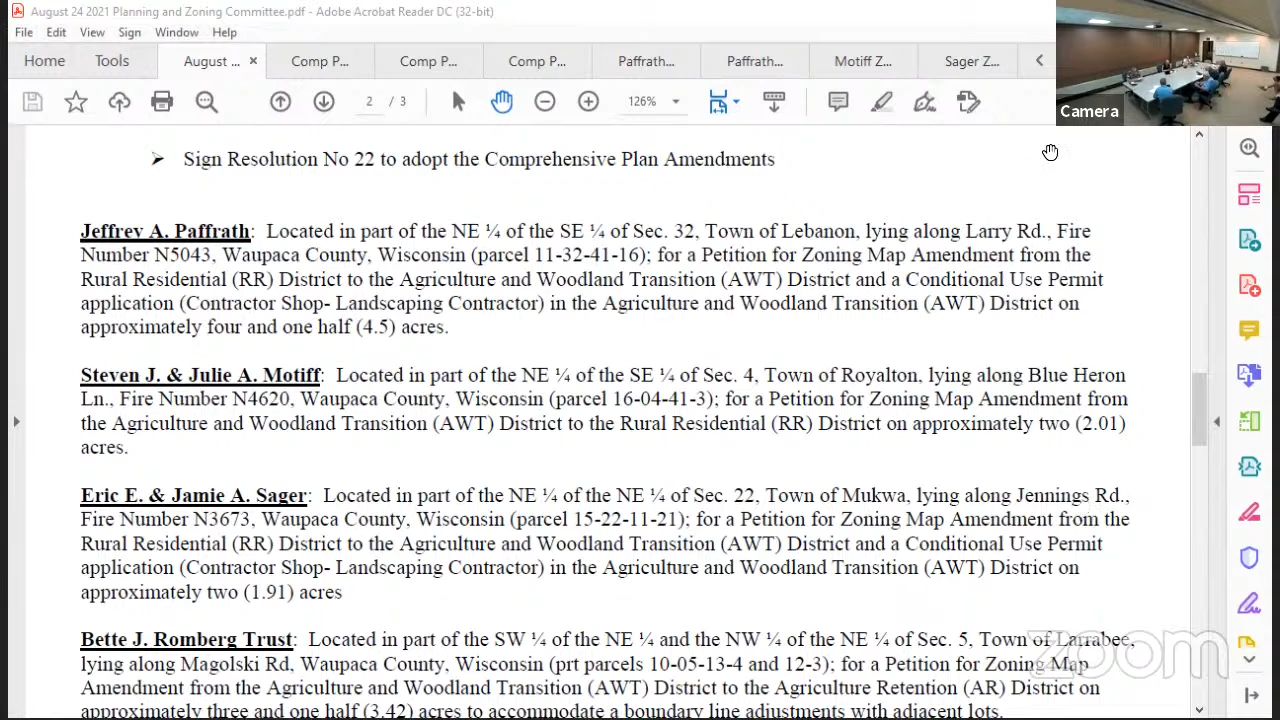 August 24 2021 Planning and Zoning Committee.pdf - Adobe Acrobat Reader DC (32-bit)
File Edit View Sign Window Help
Home Tools August ... × Comp P... Comp P... Comp P... Paffrath... Paffrath... Motiff Z... Sager Z...
2 / 3 126%
Camera
➢ Sign Resolution No 22 to adopt the Comprehensive Plan Amendments
Jeffrey A. Paffrath: Located in part of the NE ¼ of the SE ¼ of Sec. 32, Town of Lebanon, lying along Larry Rd., Fire
Number N5043, Waupaca County, Wisconsin (parcel 11-32-41-16); for a Petition for Zoning Map Amendment from the
Rural Residential (RR) District to the Agriculture and Woodland Transition (AWT) District and a Conditional Use Permit
application (Contractor Shop- Landscaping Contractor) in the Agriculture and Woodland Transition (AWT) District on
approximately four and one half (4.5) acres.
Steven J. & Julie A. Motiff: Located in part of the NE ¼ of the SE ¼ of Sec. 4, Town of Royalton, lying along Blue Heron
Ln., Fire Number N4620, Waupaca County, Wisconsin (parcel 16-04-41-3); for a Petition for Zoning Map Amendment from
the Agriculture and Woodland Transition (AWT) District to the Rural Residential (RR) District on approximately two (2.01)
acres.
Eric E. & Jamie A. Sager: Located in part of the NE ¼ of the NE ¼ of Sec. 22, Town of Mukwa, lying along Jennings Rd.,
Fire Number N3673, Waupaca County, Wisconsin (parcel 15-22-11-21); for a Petition for Zoning Map Amendment from the
Rural Residential (RR) District to the Agriculture and Woodland Transition (AWT) District and a Conditional Use Permit
application (Contractor Shop- Landscaping Contractor) in the Agriculture and Woodland Transition (AWT) District on
approximately two (1.91) acres
Bette J. Romberg Trust: Located in part of the SW ¼ of the NE ¼ and the NW ¼ of the NE ¼ of Sec. 5, Town of Larrabee,
lying along Magolski Rd, Waupaca County, Wisconsin (prt parcels 10-05-13-4 and 12-3); for a Petition for Zoning Map
Amendment from the Agriculture and Woodland Transition (AWT) District to the Agriculture Retention (AR) District on
approximately three and one half (3.42) acres to accommodate a boundary line adjustments with adjacent lots.
zoom